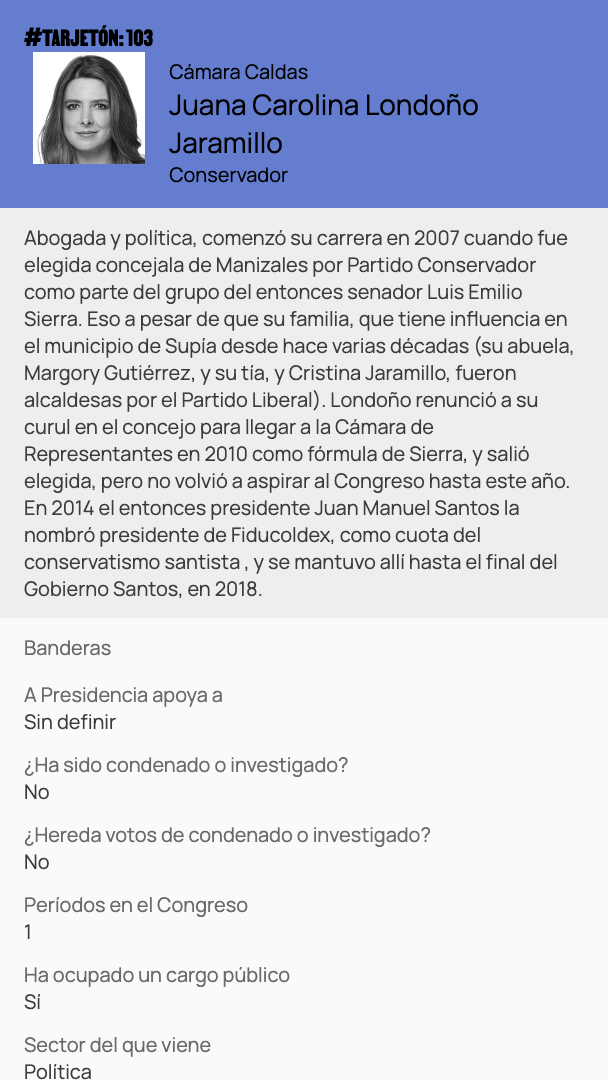 #TARJETÓN: 103
Cámara Caldas
Juana Carolina Londoño
Jaramillo
Conservador
Abogada y política, comenzó su carrera en 2007 cuando fue
elegida concejala de Manizales por Partido Conservador
como parte del grupo del entonces senador Luis Emilio
Sierra. Eso a pesar de que su familia, que tiene influencia en
el municipio de Supía desde hace varias décadas (su abuela,
Margory Gutiérrez, y su tía, y Cristina Jaramillo, fueron
alcaldesas por el Partido Liberal). Londoño renunció a su
curul en el concejo para llegar a la Cámara de
Representantes en 2010 como fórmula de Sierra, y salió
elegida, pero no volvió a aspirar al Congreso hasta este año.
En 2014 el entonces presidente Juan Manuel Santos la
nombró presidente de Fiducoldex, como cuota del
conservatismo santista , y se mantuvo allí hasta el final del
Gobierno Santos, en 2018.
Banderas
A Presidencia apoya a
Sin definir
¿Ha sido condenado o investigado?
No
¿Hereda votos de condenado o investigado?
No
Períodos en el Congreso
1
Ha ocupado un cargo público
Sí
Sector del que viene
Política